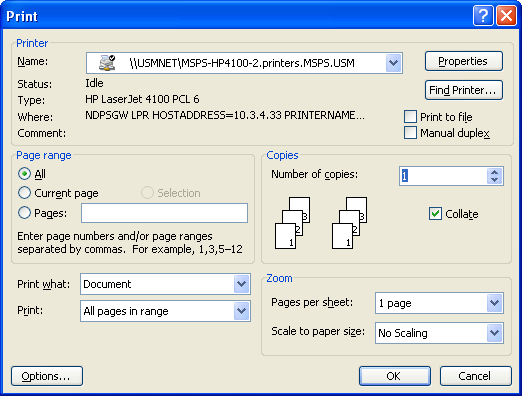 Print
Printer
Name: \\USMNET\MSPS-HP4100-2.printers.MSPS.USM
Properties
Status: Idle
Type: HP LaserJet 4100 PCL 6
Find Printer...
Where: NDPSGW LPR HOSTADDRESS=10.3.4.33 PRINTERNAME...
Print to file
Comment:
Manual duplex
Page range
All
Current page
Selection
Pages:
Enter page numbers and/or page ranges
separated by commas. For example, 1,3,5–12
Copies
Number of copies: 1
3 3
2 2
1 1
Collate
Print what: Document
Print: All pages in range
Zoom
Pages per sheet: 1 page
Scale to paper size: No Scaling
Options...
OK
Cancel